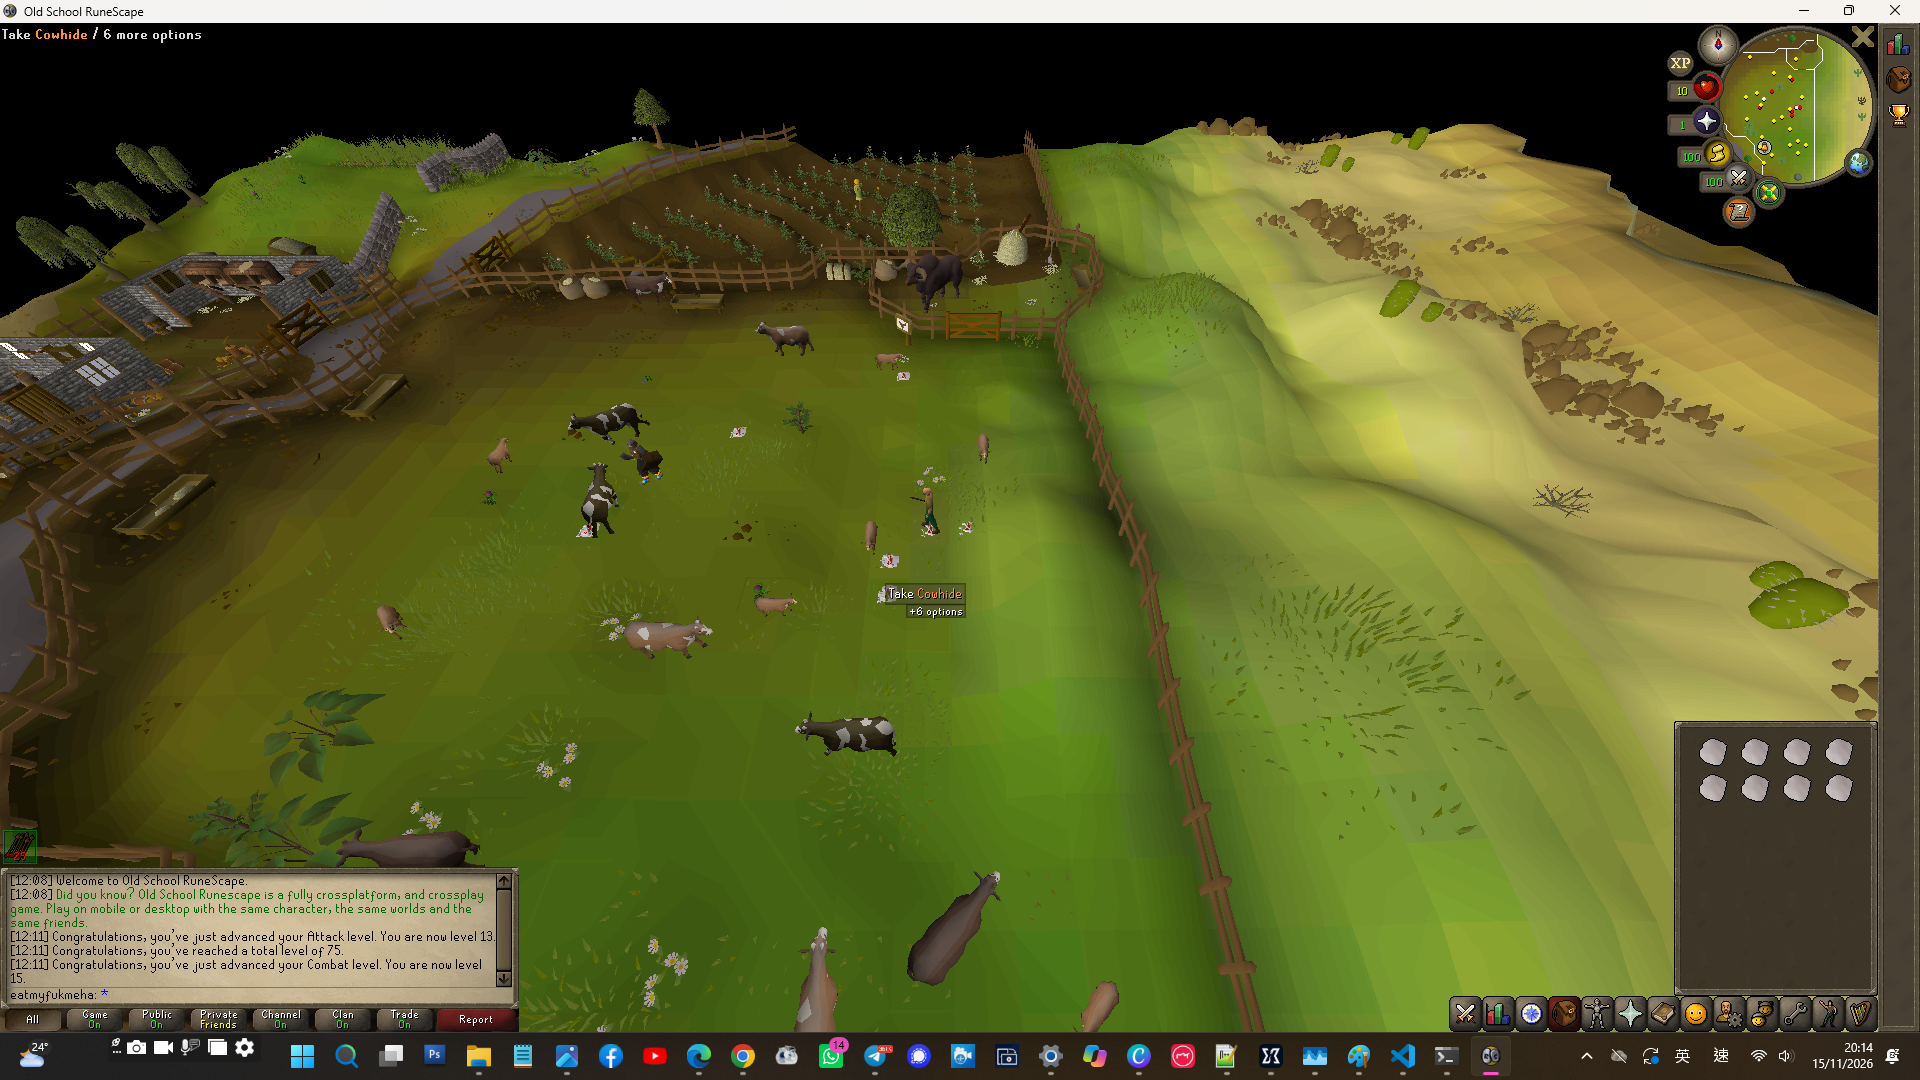 Old School RuneScape
Take Cowhide / 6 more options
N
XP
10
1
100
100
Take Cowhide
+6 options
25
[12:08] Welcome to Old School RuneScape.
[12:08] Did you know? Old School Runescape is a fully crossplatform, and crossplay
game. Play on mobile or desktop with the same character, the same worlds and the
same friends.
[12:11] Congratulations, you've just advanced your Attack level. You are now level 13.
[12:11] Congratulations, you've reached a total level of 75.
[12:11] Congratulations, you've just advanced your Combat level. You are now level
15.
eatmyfukmeha: *
All
Game
On
Public
On
Private
Friends
Channel
On
Clan
On
Trade
On
Report
24°
Ps
14
英
速
20:14
15/11/2026